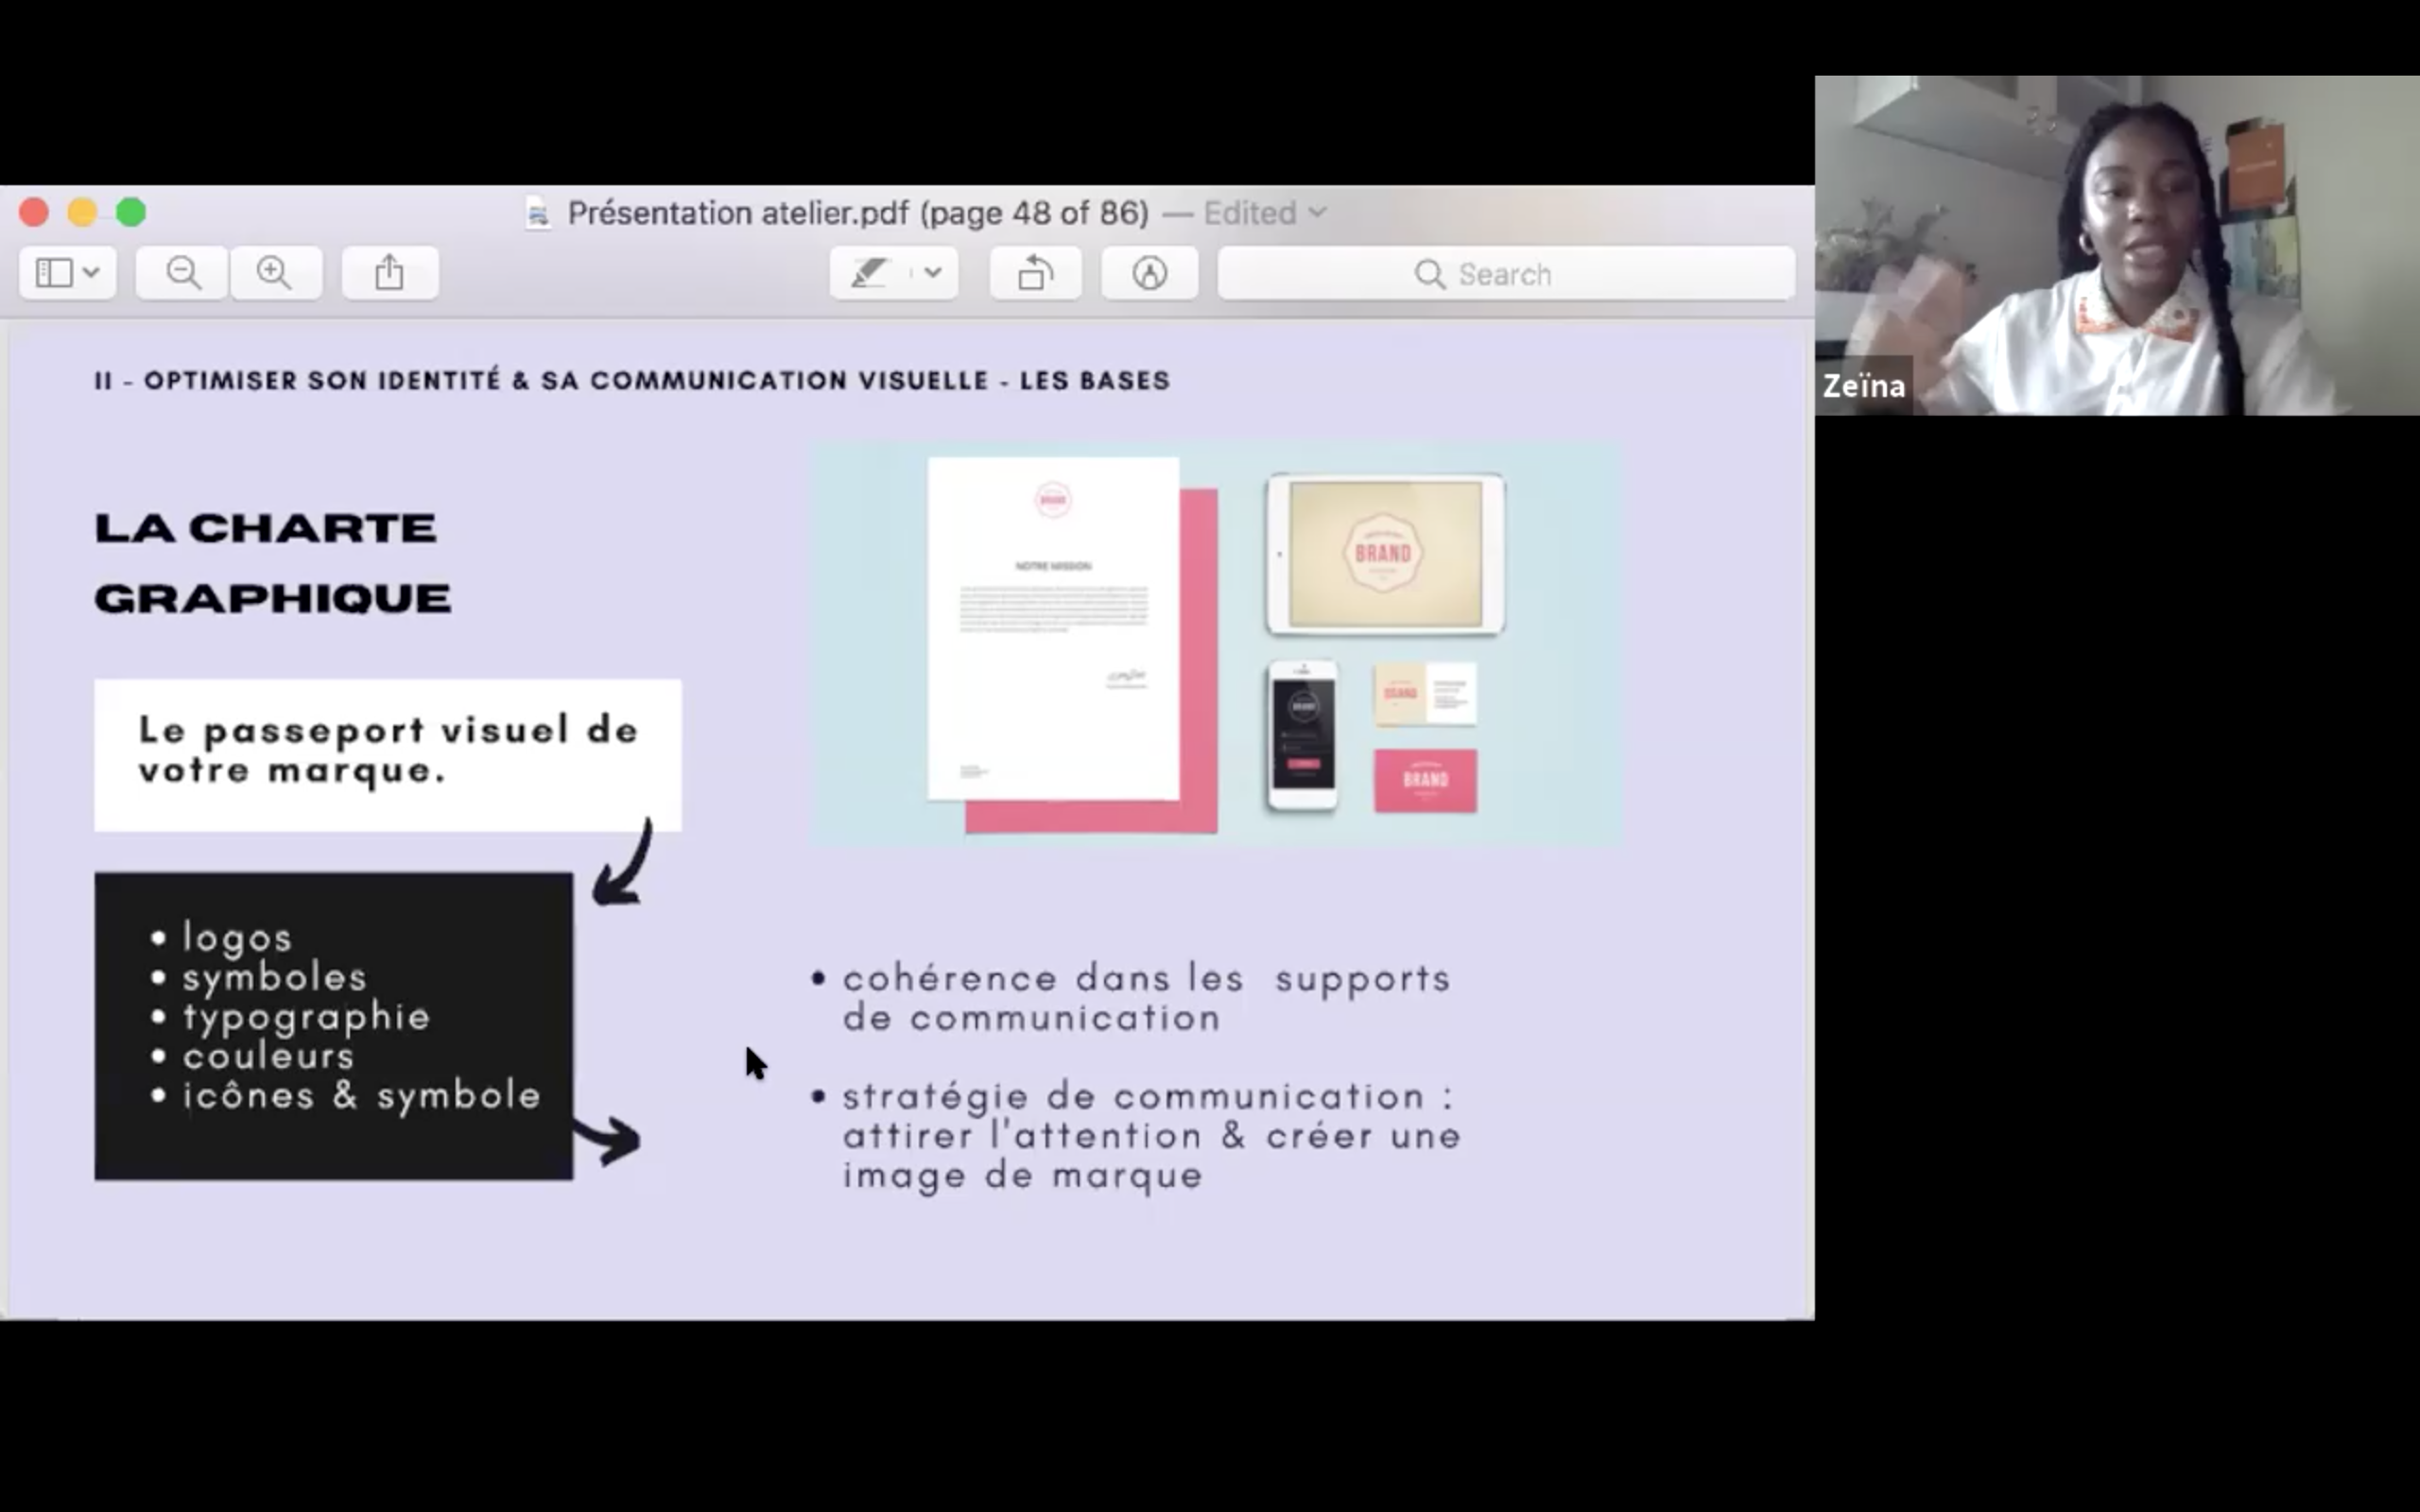 Présentation atelier.pdf (page 48 of 86) — Edited
Search
Zeïna
II - OPTIMISER SON IDENTITÉ & SA COMMUNICATION VISUELLE - LES BASES
LA CHARTE
GRAPHIQUE
Le passeport visuel de
votre marque.
• logos
• symboles
• typographie
• couleurs
• icônes & symbole
BRAND
NOTRE MISSION
BRAND
BRAND
BRAND
BRAND
• cohérence dans les  supports
de communication
• stratégie de communication :
attirer l'attention & créer une
image de marque